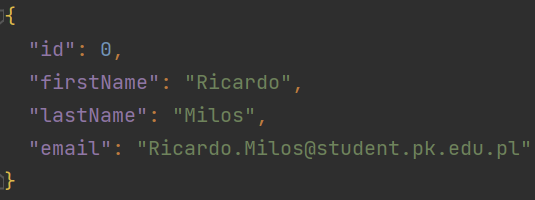 {
"id": 0,
"firstName": "Ricardo",
"lastName": "Milos",
"email": "Ricardo.Milos@student.pk.edu.pl"
}